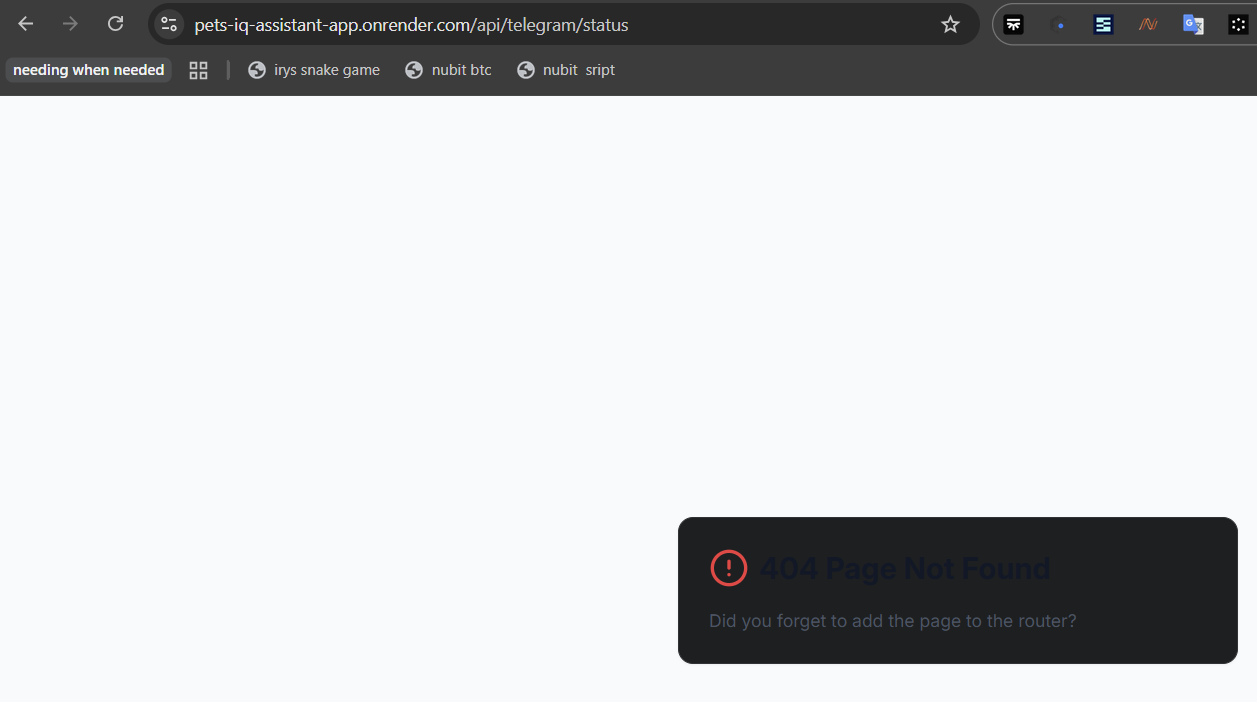 pets-iq-assistant-app.onrender.com/api/telegram/status
needing when needed
irys snake game
nubit btc
nubit sript
404 Page Not Found
Did you forget to add the page to the router?